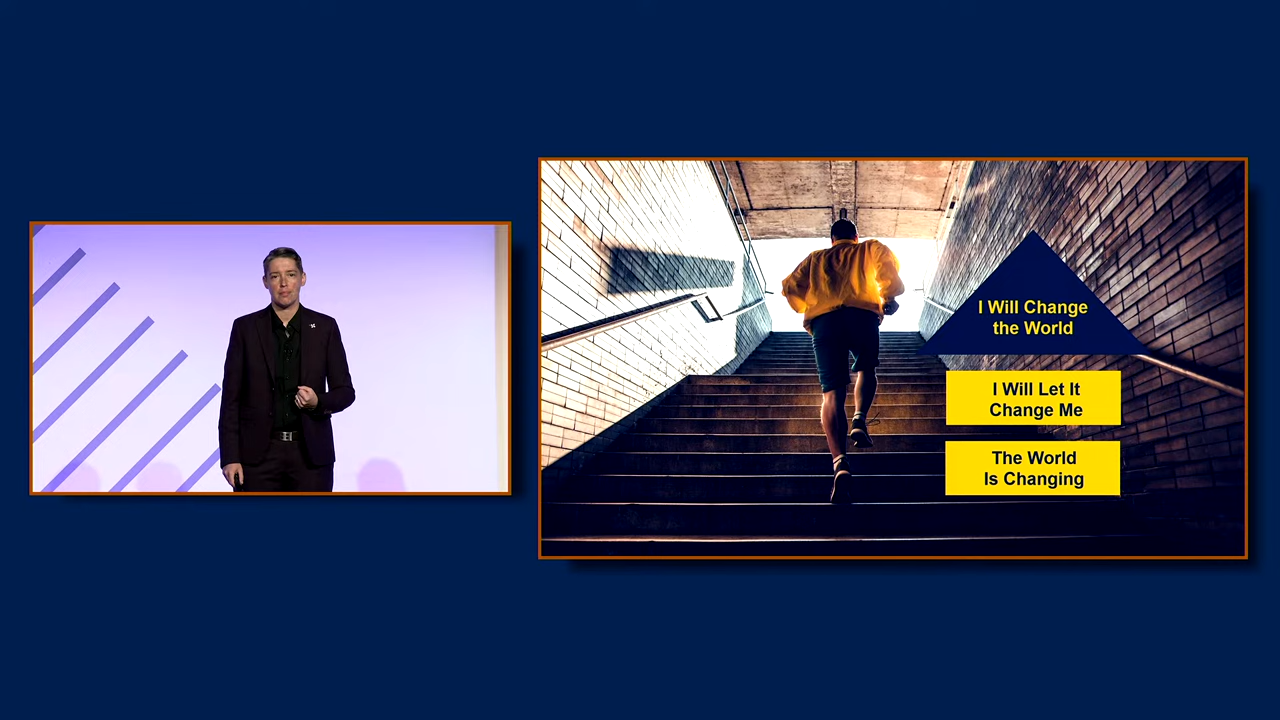 I Will Change
the World
I Will Let It
Change Me
The World
Is Changing